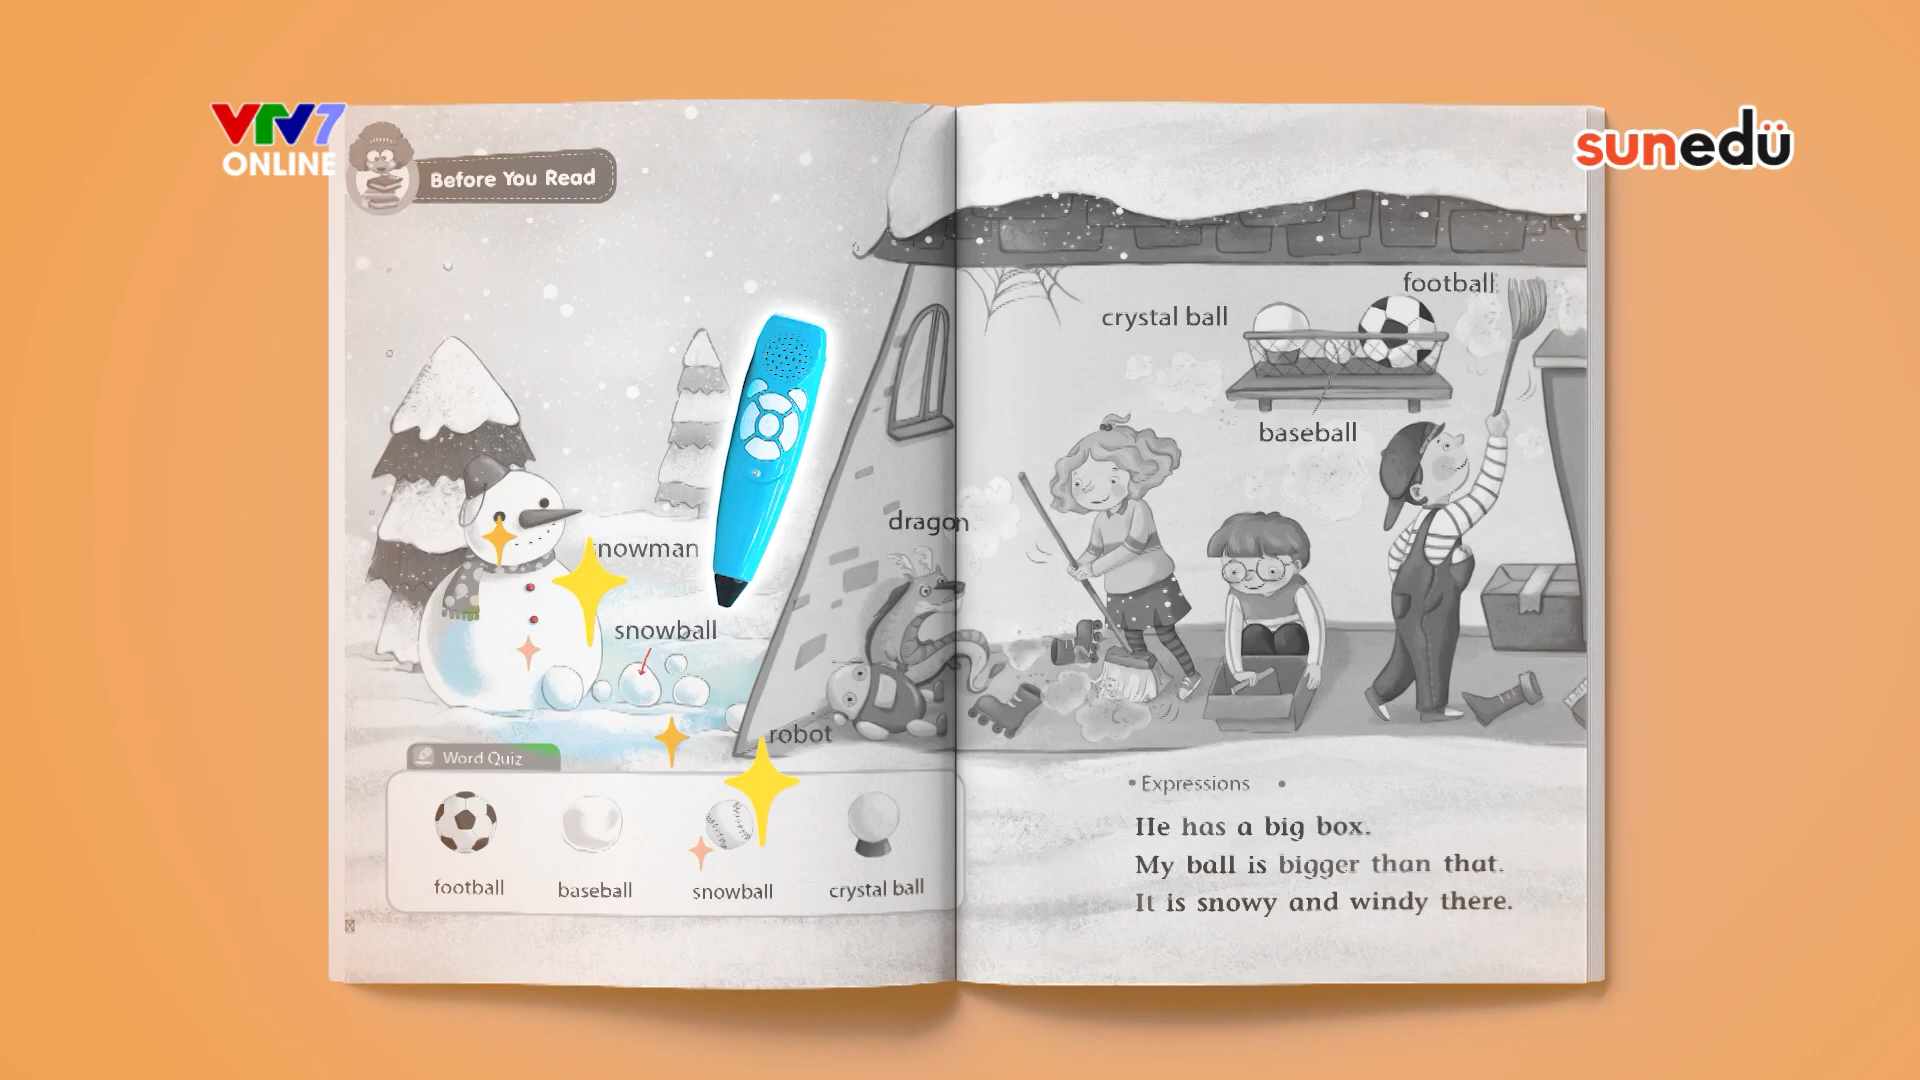 VTV7
ONLINE
sunedü
Before You Read
football
crystal ball
baseball
dragon
snowman
snowball
robot
Word Quiz
football
baseball
snowball
crystal ball
• Expressions •
He has a big box.
My ball is bigger than that.
It is snowy and windy there.